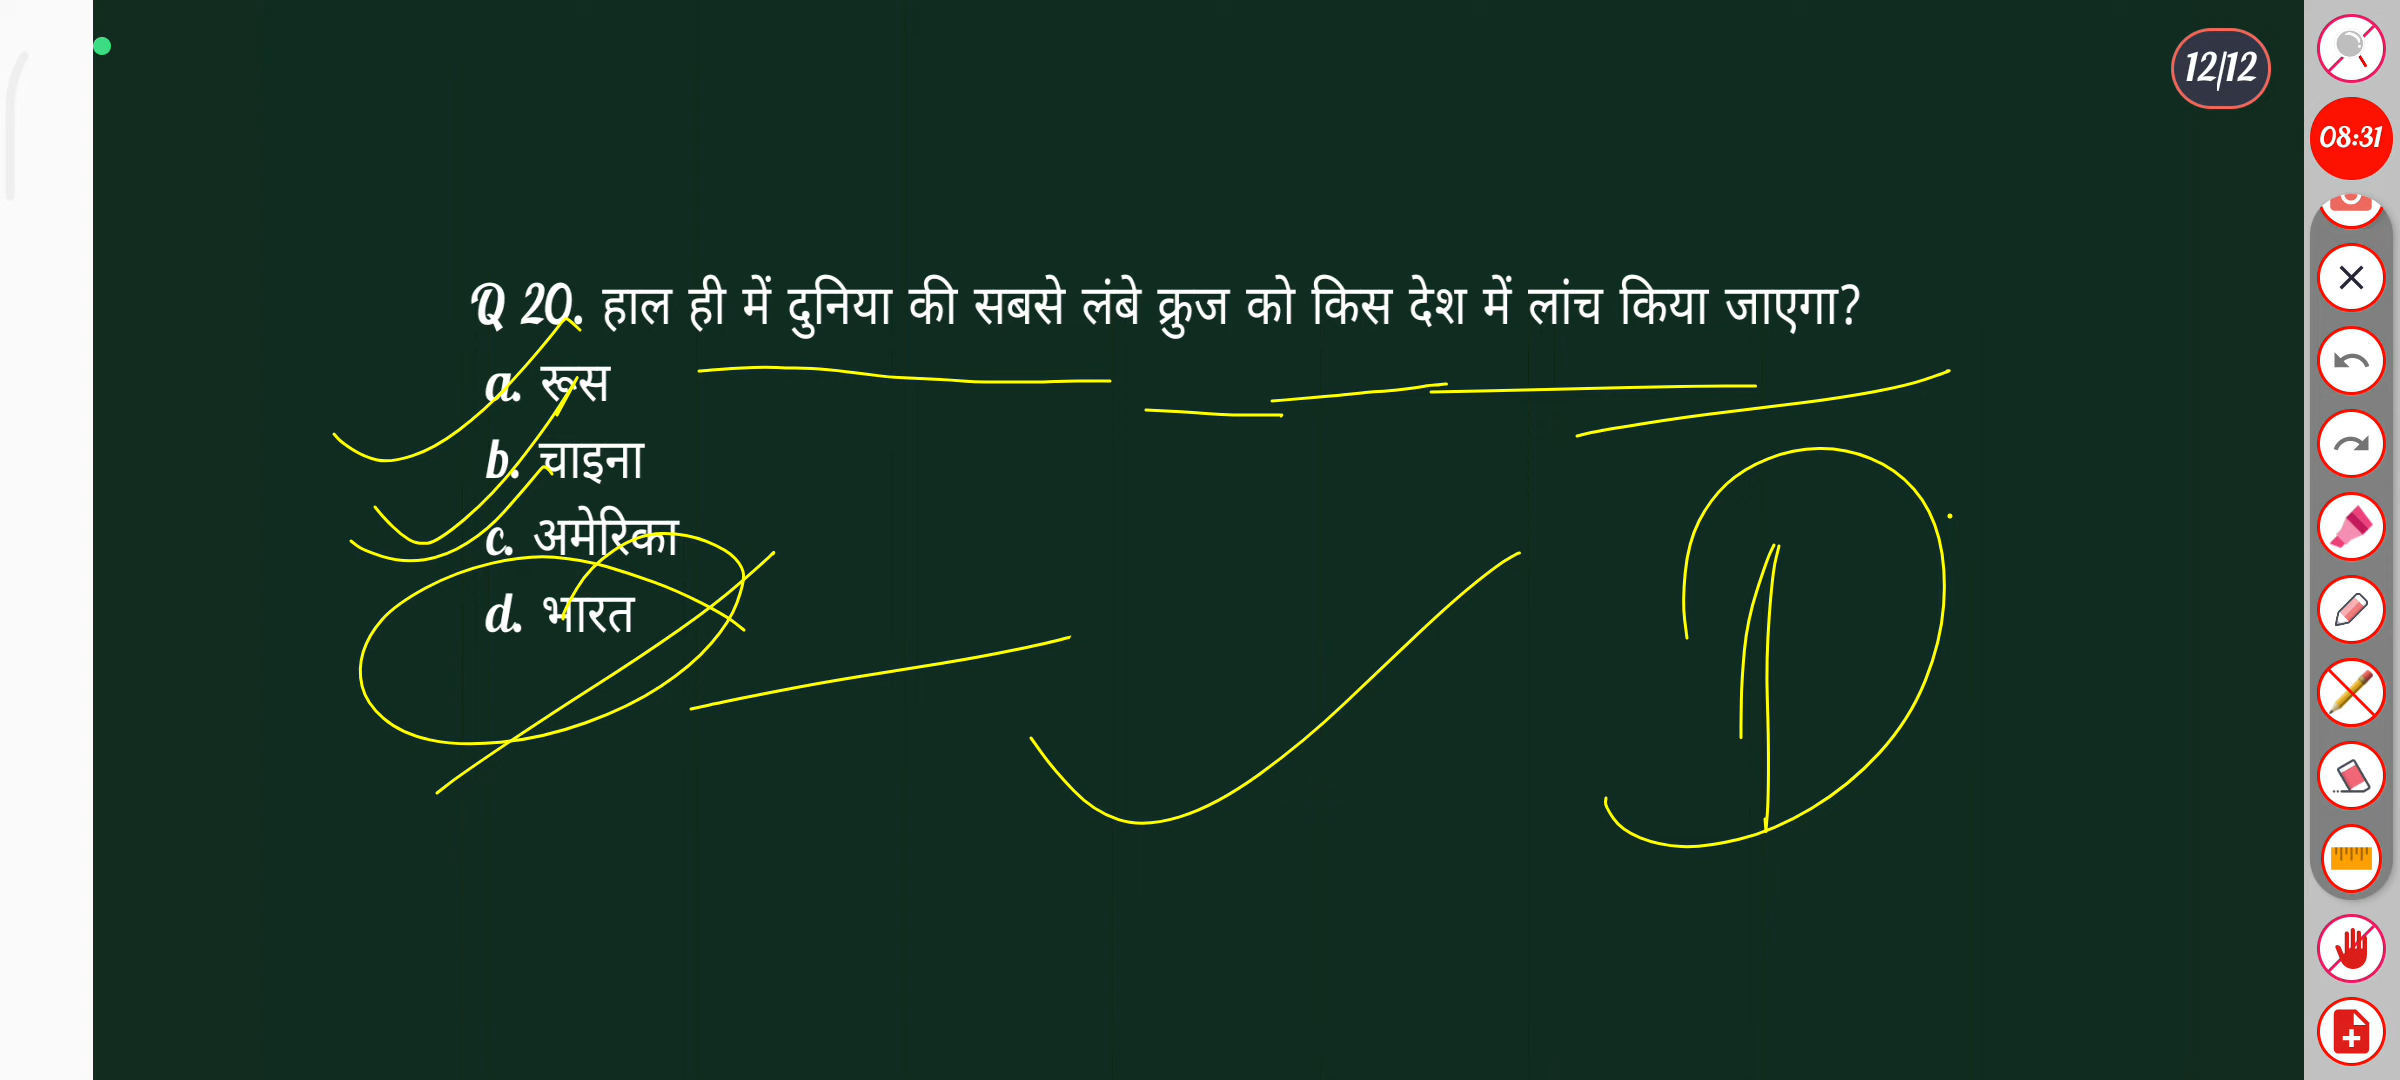 12/12
08:31
Q 20. हाल ही में दुनिया की सबसे लंबे क्रुज को किस देश में लांच किया जाएगा?
a. रूस
b. चाइना
c. अमेरिका
d. भारत
D